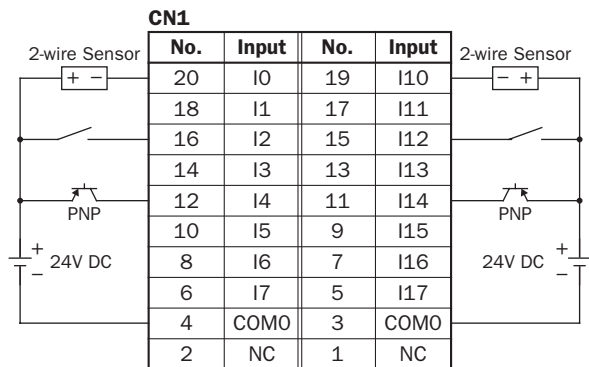 CN1
No. Input No. Input
2-wire Sensor 20 I0 19 I10 2-wire Sensor
+ − − +
18 I1 17 I11
16 I2 15 I12
14 I3 13 I13
12 I4 11 I14
PNP PNP
10 I5 9 I15
+ +
24V DC 8 I6 7 I16 24V DC
− −
6 I7 5 I17
4 COM0 3 COM0
2 NC 1 NC